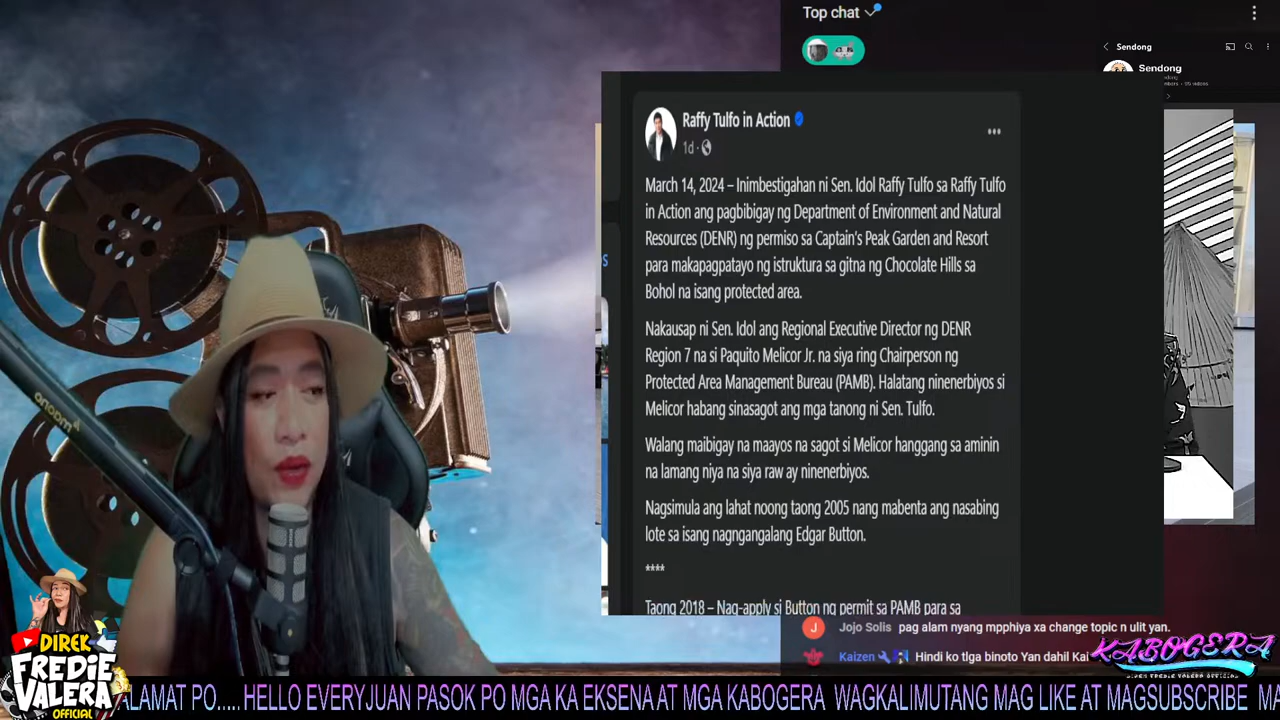 Top chat
Sendong
Sendong
Raffy Tulfo in Action
1d
March 14, 2024 – Inimbestigahan ni Sen. Idol Raffy Tulfo sa Raffy Tulfo
in Action ang pagbibigay ng Department of Environment and Natural
Resources (DENR) ng permiso sa Captain's Peak Garden and Resort
para makapagpatayo ng istruktura sa gitna ng Chocolate Hills sa
Bohol na isang protected area.
Nakausap ni Sen. Idol ang Regional Executive Director ng DENR
Region 7 na si Paquito Melicor Jr. na siya ring Chairperson ng
Protected Area Management Bureau (PAMB). Halatang ninenerbiyos si
Melicor habang sinasagot ang mga tanong ni Sen. Tulfo.
Walang maibigay na maayos na sagot si Melicor hanggang sa aminin
na lamang niya na siya raw ay ninenerbiyos.
Nagsimula ang lahat noong taong 2005 nang mabenta ang nasabing
lote sa isang nagngangalang Edgar Button.
****
Taong 2018 – Nag-apply si Button ng permit sa PAMB para sa
Jojo Solis pag alam nyang mpphiya xa change topic n ulit yan.
Kaizen Hindi ko tlga binoto Yan dahil Kai
KABOGERA
DIREK FREDIE VALERA OFFICIAL
maono
DIREK
FREDIE
VALERA
OFFICIAL
ALAMAT PO.....HELLO EVERYJUAN PASOK PO MGA KA EKSENA AT MGA KABOGERA WAGKALIMUTANG MAG LIKE AT MAGSUBSCRIBE MA